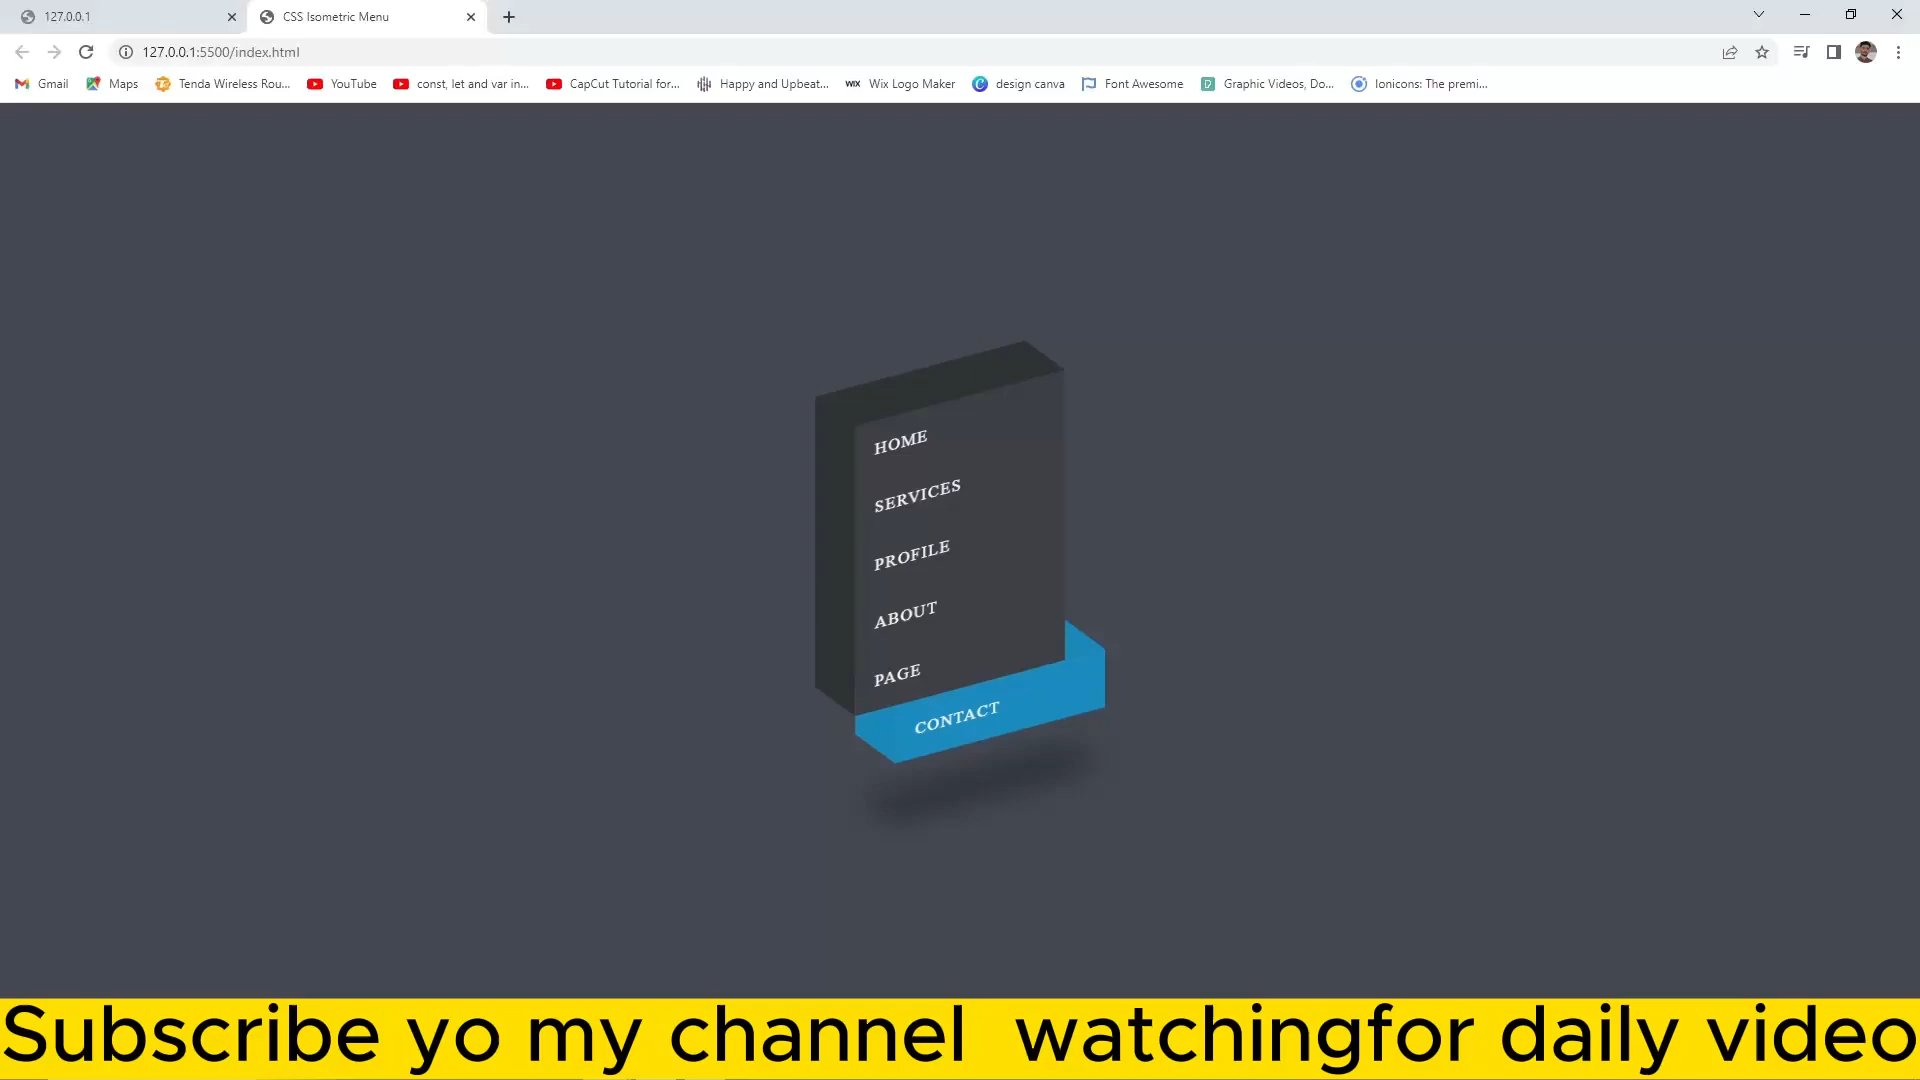 127.0.0.1
CSS Isometric Menu
127.0.0.1:5500/index.html
Gmail
Maps
Tenda Wireless Rou...
YouTube
const, let and var in...
CapCut Tutorial for...
Happy and Upbeat...
WIX Wix Logo Maker
design canva
Font Awesome
Graphic Videos, Do...
Ionicons: The premi...
HOME
SERVICES
PROFILE
ABOUT
PAGE
CONTACT
Subscribe yo my channel watchingfor daily video